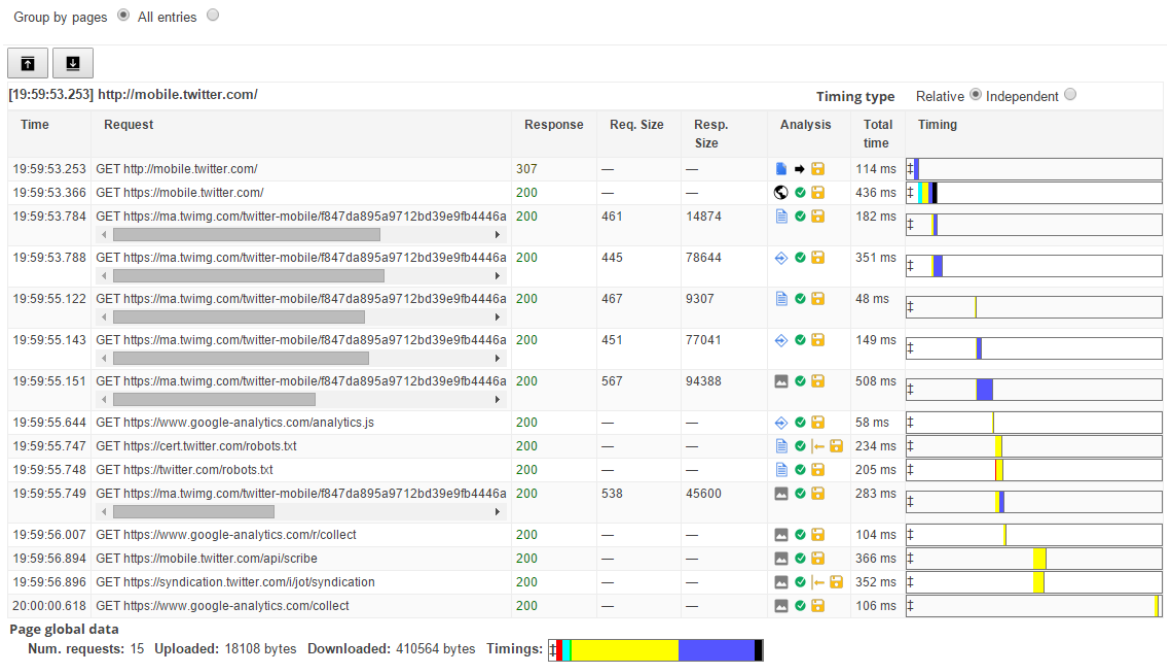 Group by pages All entries
[19:59:53.253] http://mobile.twitter.com/ Timing type Relative Independent
Time Request Response Req. Size Resp. Size Analysis Total time Timing
19:59:53.253 GET http://mobile.twitter.com/ 307 — — 114 ms
19:59:53.366 GET https://mobile.twitter.com/ 200 — — 436 ms
19:59:53.784 GET https://ma.twimg.com/twitter-mobile/f847da895a9712bd39e9fb4446a 200 461 14874 182 ms
19:59:53.788 GET https://ma.twimg.com/twitter-mobile/f847da895a9712bd39e9fb4446a 200 445 78644 351 ms
19:59:55.122 GET https://ma.twimg.com/twitter-mobile/f847da895a9712bd39e9fb4446a 200 467 9307 48 ms
19:59:55.143 GET https://ma.twimg.com/twitter-mobile/f847da895a9712bd39e9fb4446a 200 451 77041 149 ms
19:59:55.151 GET https://ma.twimg.com/twitter-mobile/f847da895a9712bd39e9fb4446a 200 567 94388 508 ms
19:59:55.644 GET https://www.google-analytics.com/analytics.js 200 — — 58 ms
19:59:55.747 GET https://cert.twitter.com/robots.txt 200 — — 234 ms
19:59:55.748 GET https://twitter.com/robots.txt 200 — — 205 ms
19:59:55.749 GET https://ma.twimg.com/twitter-mobile/f847da895a9712bd39e9fb4446a 200 538 45600 283 ms
19:59:56.007 GET https://www.google-analytics.com/r/collect 200 — — 104 ms
19:59:56.894 GET https://mobile.twitter.com/api/scribe 200 — — 366 ms
19:59:56.896 GET https://syndication.twitter.com/i/jot/syndication 200 — — 352 ms
20:00:00.618 GET https://www.google-analytics.com/collect 200 — — 106 ms
Page global data
Num. requests: 15 Uploaded: 18108 bytes Downloaded: 410564 bytes Timings: